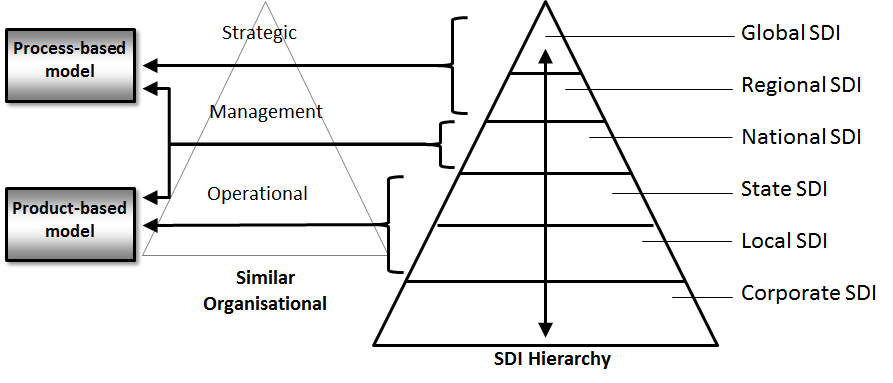 Process-based
model
Product-based
model
Strategic
Management
Operational
Similar
Organisational
Global SDI
Regional SDI
National SDI
State SDI
Local SDI
Corporate SDI
SDI Hierarchy